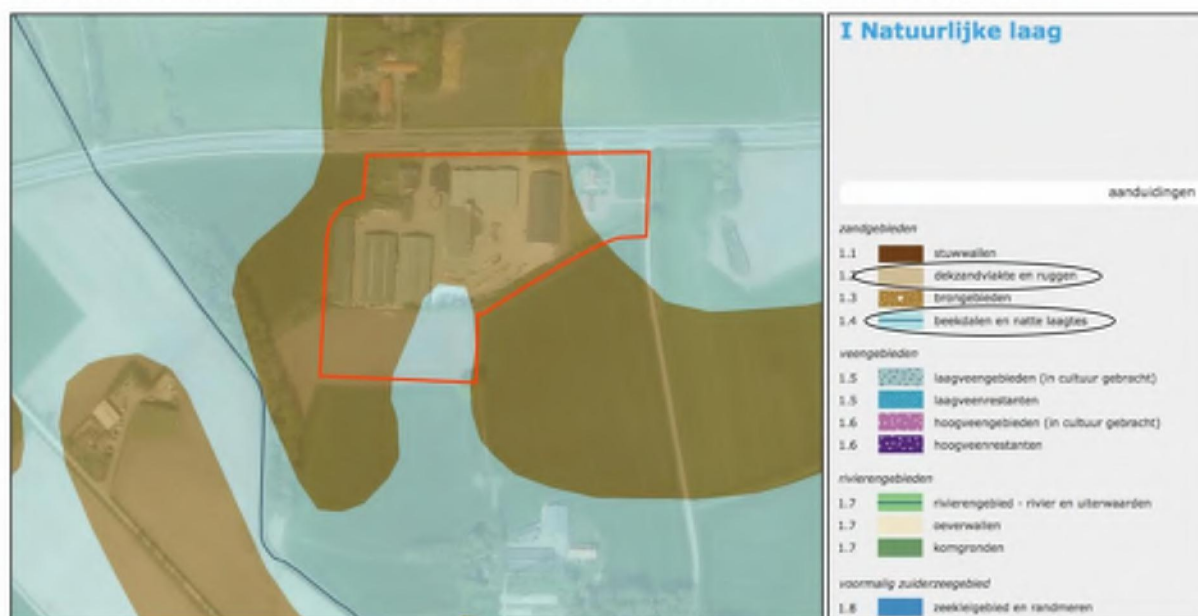 I Natuurlijke laag
aanduidingen
zandgebieden
1.1 stuwwallen
1.2 dekzandvlakte en ruggen
1.3 brongebieden
1.4 beekdalen en natte laagtes
veengebieden
1.5 laagveengebieden (in cultuur gebracht)
1.5 laagveenrestanten
1.6 hoogveengebieden (in cultuur gebracht)
1.6 hoogveenrestanten
rivierengebieden
1.7 rivierengebied - rivier en uiterwaarden
1.7 oeverwallen
1.7 komgronden
voormalig zuiderzeegebied
1.8 zeekleigebied en randmeren